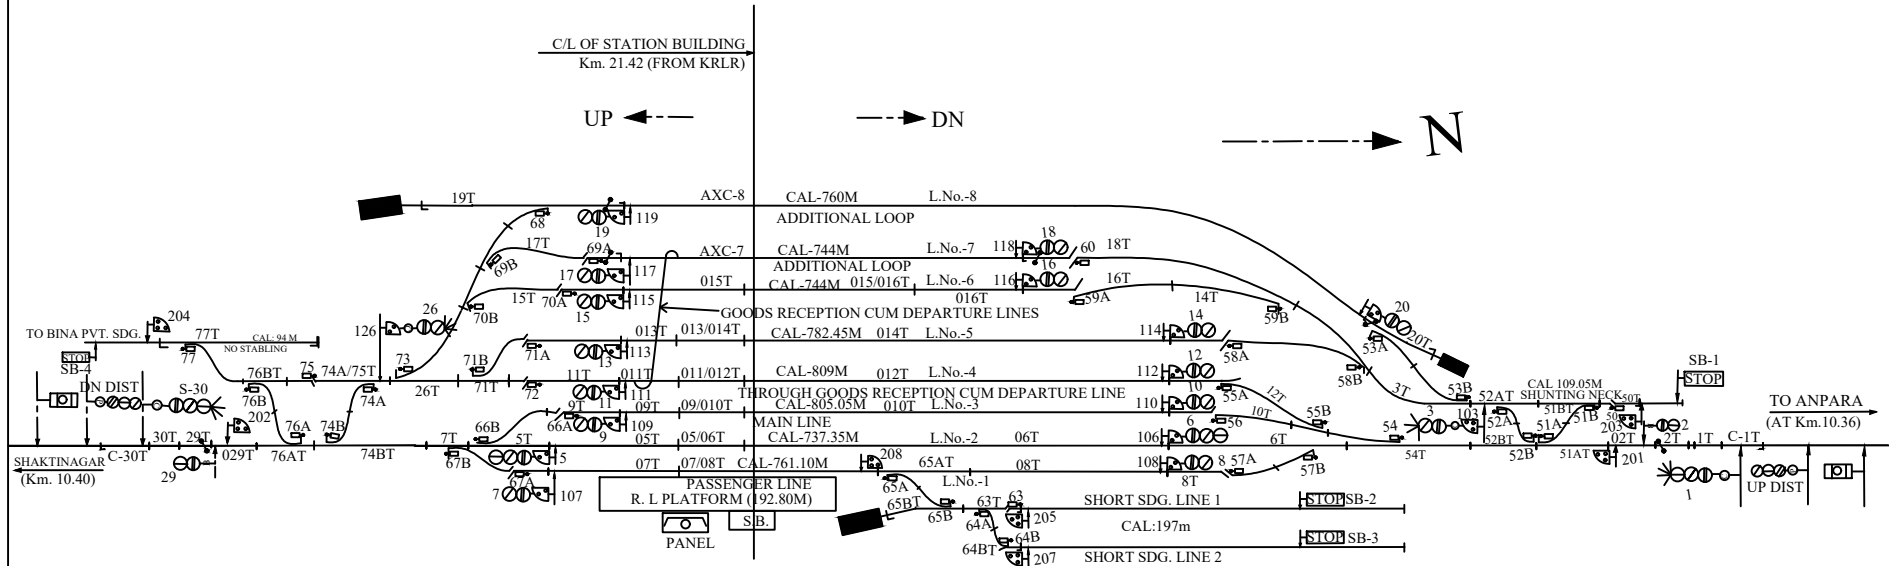 C/L OF STATION BUILDING
Km. 21.42 (FROM KRLR)
UP
DN
N
19T
AXC-8
CAL-760M
L.No.-8
68
19
119
ADDITIONAL LOOP
17T
69A
AXC-7
CAL-744M
L.No.-7
118
18
60
18T
69B
17
117
ADDITIONAL LOOP
16
015T
CAL-744M
015/016T
L.No.-6
116
16T
15T
70A
15
115
016T
59A
14T
70B
GOODS RECEPTION CUM DEPARTURE LINES
59B
20
26
126
204
TO BINA PVT. SDG.
77T
CAL: 94 M
NO STABLING
77
STOP
SB-4
013T
013/014T
CAL-782.45M
014T
L.No.-5
114
14
20T
71A
13
113
58A
53A
71B
73
75
74A/75T
76BT
26T
71T
11T
011T
011/012T
CAL-809M
012T
L.No.-4
112
12
58B
3T
53B
SB-1
STOP
72
11
111
THROUGH GOODS RECEPTION CUM DEPARTURE LINE
10
55A
12T
52AT
CAL 109.05M
SHUNTING NECK
50T
DN DIST
S-30
76B
202
74A
9T
09T
09/010T
CAL-805.05M
010T
L.No.-3
110
56
10T
55B
3
103
52A
51BT
51B
50
203
2
TO ANPARA
(AT Km.10.36)
66A
9
109
MAIN LINE
76A
74B
66B
7T
5T
05T
05/06T
CAL-737.35M
L.No.-2
06T
106
6
6T
54
52BT
51A
02T
2T
1T
C-1T
C-30T
30T
29T
029T
76AT
74BT
67B
5
54T
52B
51AT
201
SHAKTINAGAR
(Km. 10.40)
29
67A
07T
07/08T
CAL-761.10M
208
65AT
08T
108
8
57A
57B
1
UP DIST
7
107
PASSENGER LINE
R. L PLATFORM (192.80M)
L.No.-1
8T
65A
65BT
65B
63T
63
SHORT SDG. LINE 1
STOP
SB-2
S.B.
PANEL
64A
205
CAL:197m
64B
64BT
207
SHORT SDG. LINE 2
STOP
SB-3